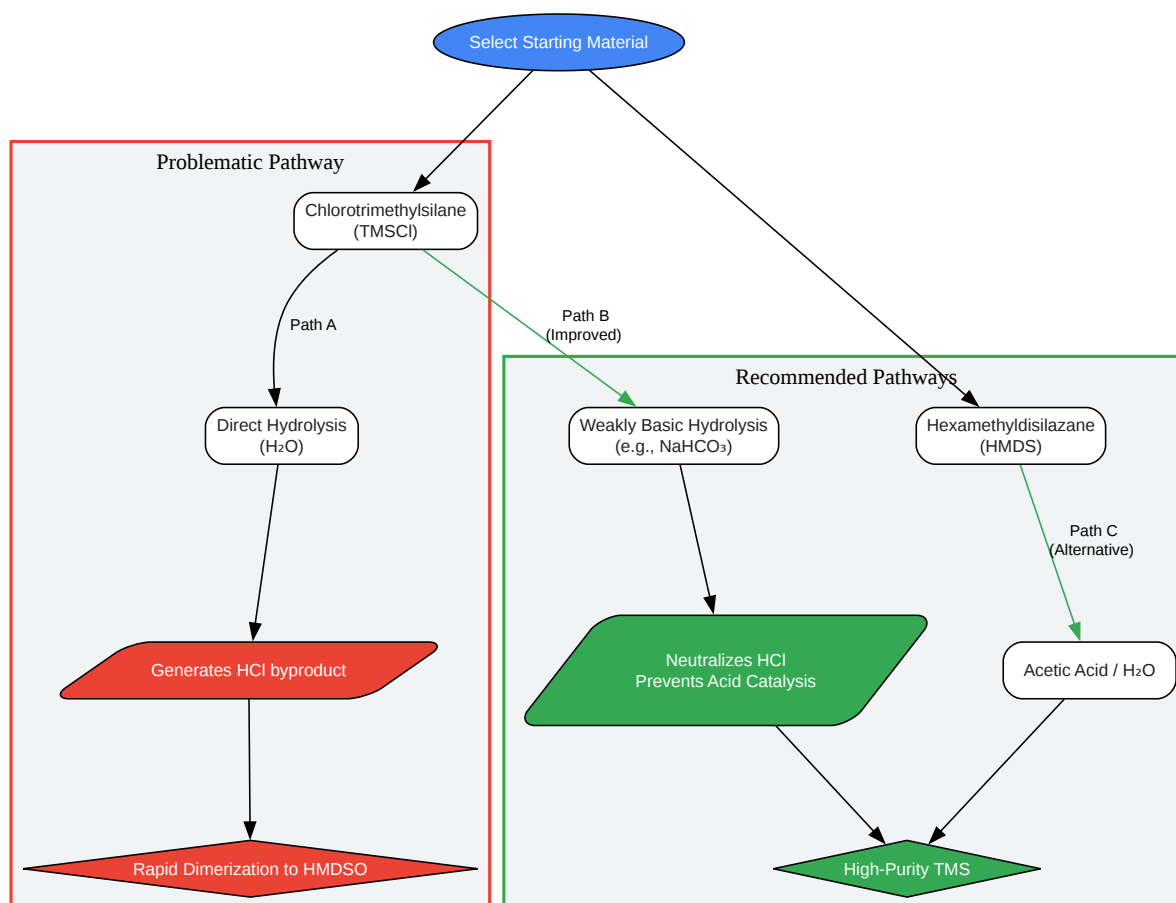 Select Starting Material
Problematic Pathway
Chlorotrimethylsilane
(TMSCl)
Path A
Path B
(Improved)
Recommended Pathways
Direct Hydrolysis
(H₂O)
Weakly Basic Hydrolysis
(e.g., NaHCO₃)
Hexamethyldisilazane
(HMDS)
Path C
(Alternative)
Generates HCl byproduct
Neutralizes HCl
Prevents Acid Catalysis
Acetic Acid / H₂O
Rapid Dimerization to HMDSO
High-Purity TMS